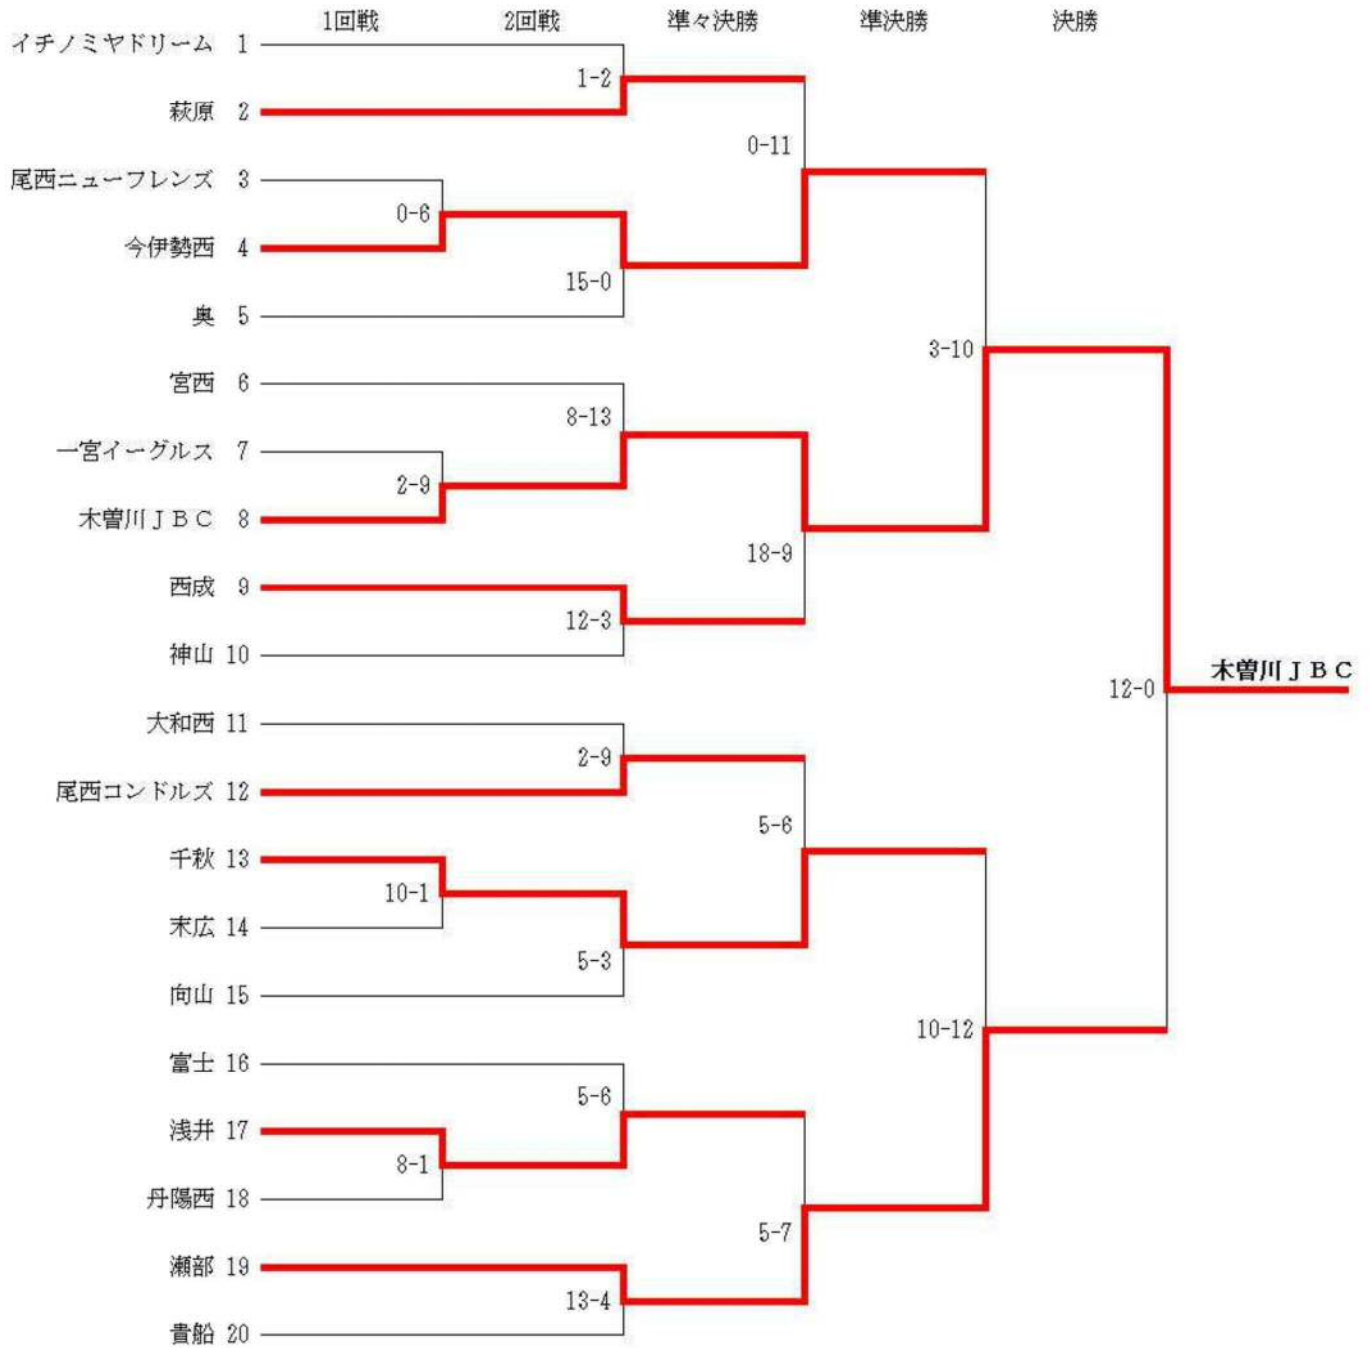 1回戦 2回戦 準々決勝 準決勝 決勝
イチノミヤドリーム 1
1-2
萩原 2
0-11
尾西ニューフレンズ 3
0-6
今伊勢西 4
15-0
奥 5
3-10
宮西 6
8-13
一宮イーグルス 7
2-9
木曽川ＪＢＣ 8
18-9
西成 9
12-3
神山 10
木曽川ＪＢＣ
12-0
大和西 11
2-9
尾西コンドルズ 12
5-6
千秋 13
10-1
末広 14
5-3
向山 15
10-12
富士 16
5-6
浅井 17
8-1
丹陽西 18
5-7
瀬部 19
13-4
貴船 20